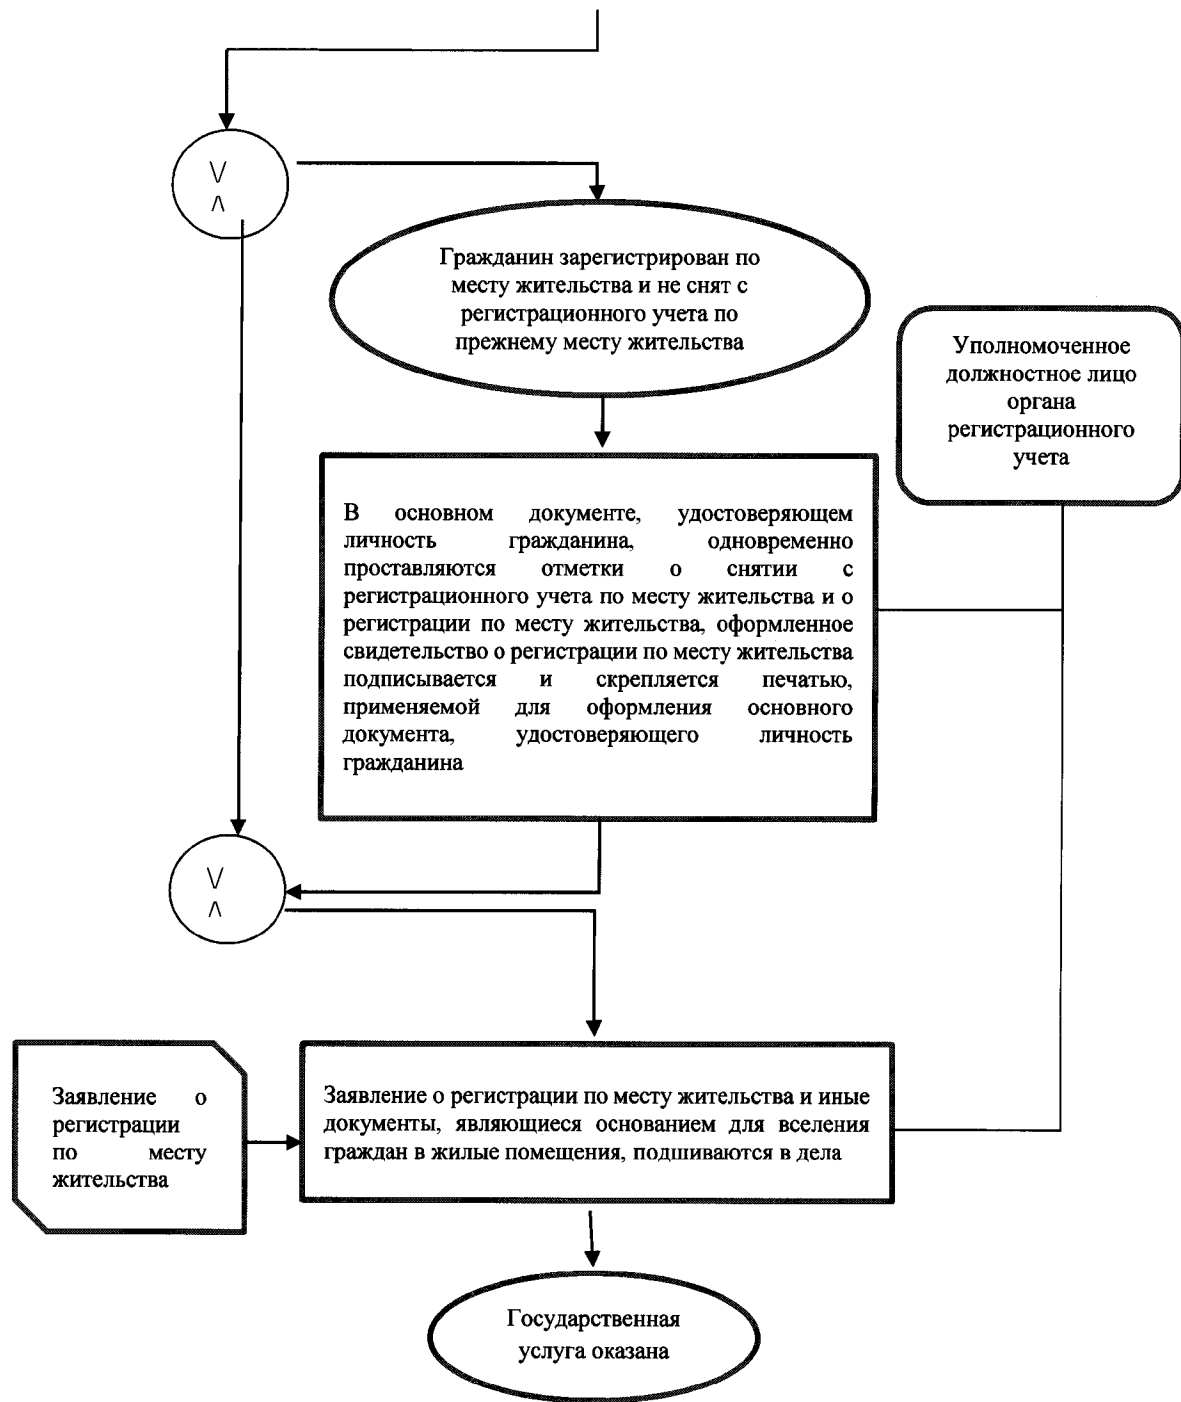 \/
/\
Гражданин зарегистрирован по
месту жительства и не снят с
регистрационного учета по
прежнему месту жительства
Уполномоченное
должностное лицо
органа
регистрационного
учета
В основном документе, удостоверяющем
личность гражданина, одновременно
проставляются отметки о снятии с
регистрационного учета по месту жительства и о
регистрации по месту жительства, оформленное
свидетельство о регистрации по месту жительства
подписывается и скрепляется печатью,
применяемой для оформления основного
документа, удостоверяющего личность
гражданина
\/
/\
Заявление о
регистрации
по месту
жительства
Заявление о регистрации по месту жительства и иные
документы, являющиеся основанием для вселения
граждан в жилые помещения, подшиваются в дела
Государственная
услуга оказана